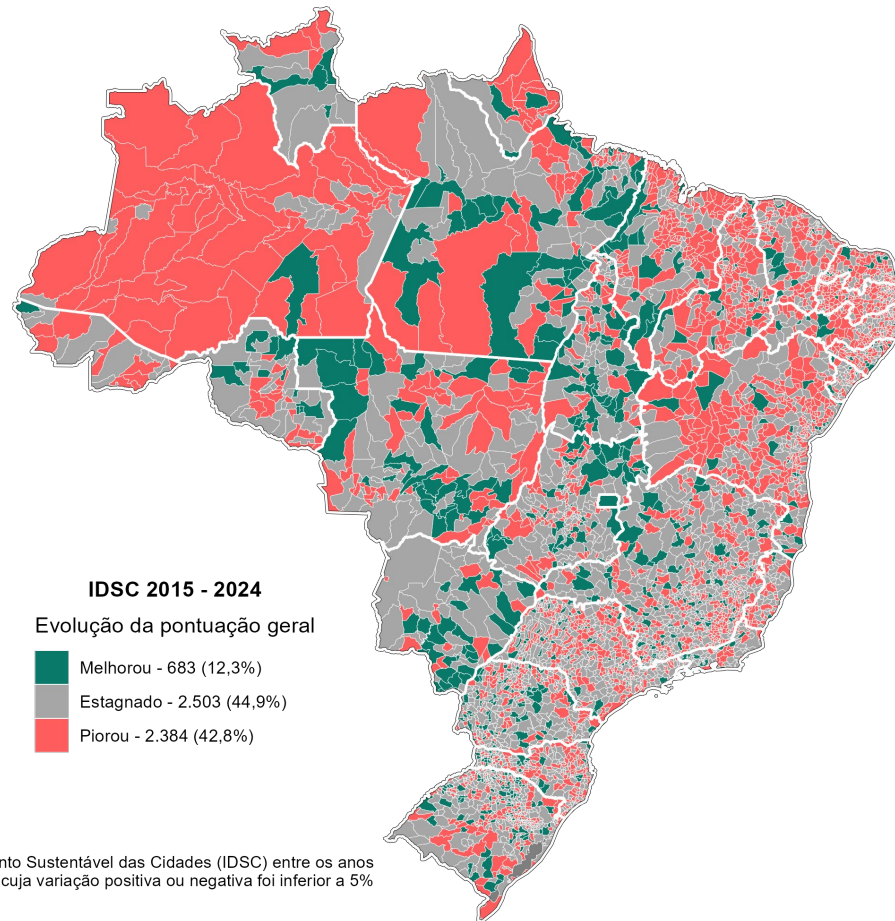 IDSC 2015 - 2024
Evolução da pontuação geral
Melhorou - 683 (12,3%)
Estagnado - 2.503 (44,9%)
Piorou - 2.384 (42,8%)
nto Sustentável das Cidades (IDSC) entre os anos
cuja variação positiva ou negativa foi inferior a 5%